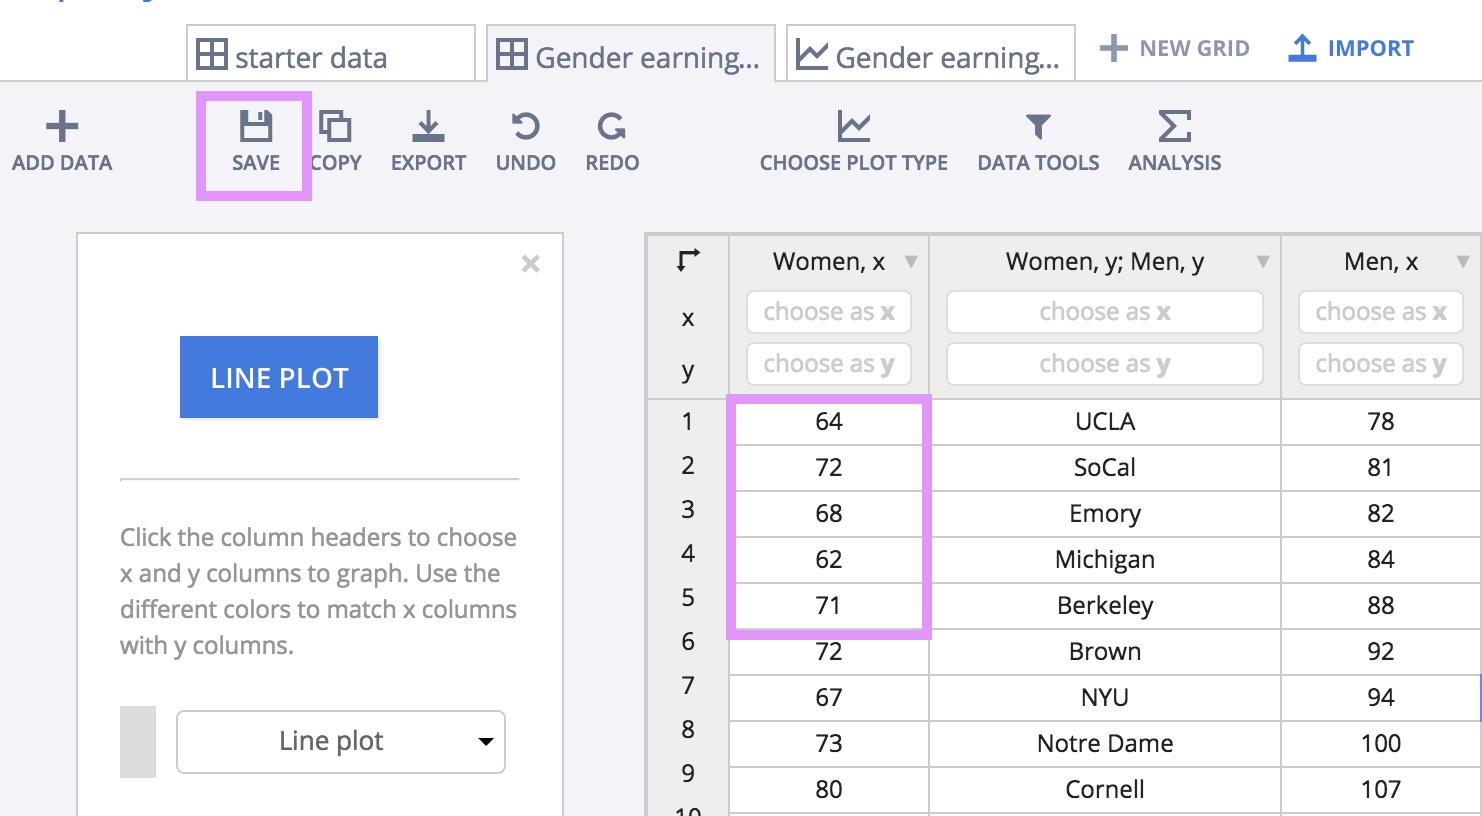 starter data
Gender earning...
Gender earning...
NEW GRID
IMPORT
ADD DATA
SAVE
COPY
EXPORT
UNDO
REDO
CHOOSE PLOT TYPE
DATA TOOLS
ANALYSIS
LINE PLOT
Click the column headers to choose
x and y columns to graph. Use the
different colors to match x columns
with y columns.
Line plot
Women, x Women, y; Men, y Men, x
x choose as x choose as x choose as x
y choose as y choose as y choose as y
1 64 UCLA 78
2 72 SoCal 81
3 68 Emory 82
4 62 Michigan 84
5 71 Berkeley 88
6 72 Brown 92
7 67 NYU 94
8 73 Notre Dame 100
9 80 Cornell 107
10